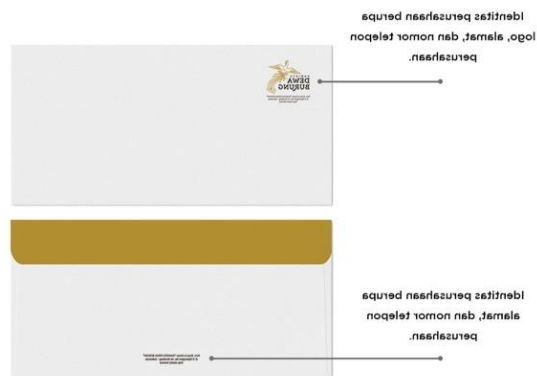 Identitas perusahaan berupa
logo, alamat, dan nomor telepon
perusahaan.
DEWA
BURUNG
Identitas perusahaan berupa
alamat, dan nomor telepon
perusahaan.